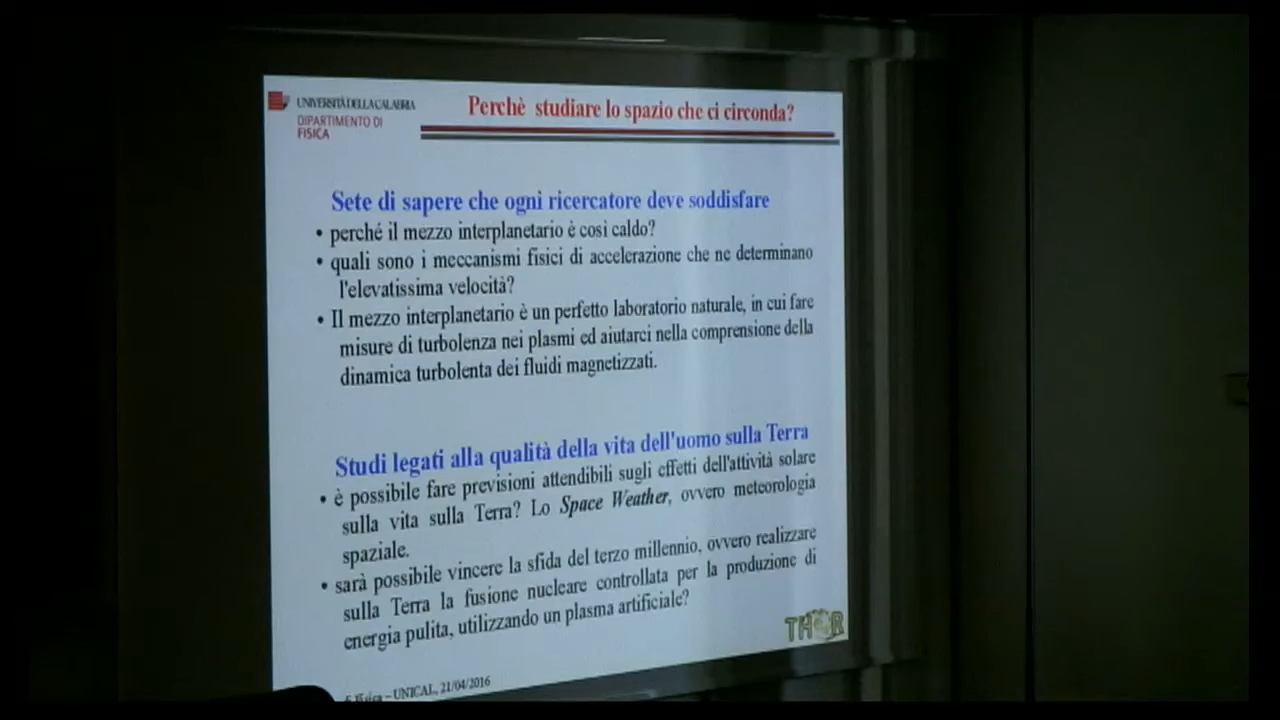 UNIVERSITÀ DELLA CALABRIA
DIPARTIMENTO DI
FISICA
Perchè studiare lo spazio che ci circonda?
Sete di sapere che ogni ricercatore deve soddisfare
• perché il mezzo interplanetario è così caldo?
• quali sono i meccanismi fisici di accelerazione che ne determinano
l'elevatissima velocità?
• Il mezzo interplanetario è un perfetto laboratorio naturale, in cui fare
misure di turbolenza nei plasmi ed aiutarci nella comprensione della
dinamica turbolenta dei fluidi magnetizzati.
Studi legati alla qualità della vita dell'uomo sulla Terra
• è possibile fare previsioni attendibili sugli effetti dell'attività solare
sulla vita sulla Terra? Lo Space Weather, ovvero meteorologia
spaziale.
• sarà possibile vincere la sfida del terzo millennio, ovvero realizzare
sulla Terra la fusione nucleare controllata per la produzione di
energia pulita, utilizzando un plasma artificiale?
THOR
Fisica – UNICAL, 21/04/2016